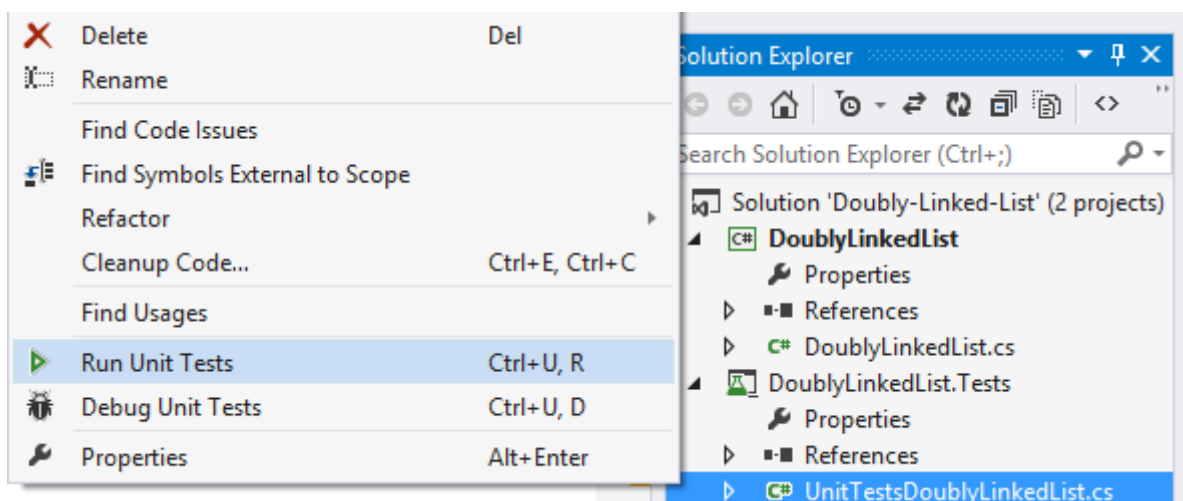 Delete Del
Rename
Find Code Issues
Find Symbols External to Scope
Refactor
Cleanup Code... Ctrl+E, Ctrl+C
Find Usages
Run Unit Tests Ctrl+U, R
Debug Unit Tests Ctrl+U, D
Properties Alt+Enter
Solution Explorer
Search Solution Explorer (Ctrl+;)
Solution 'Doubly-Linked-List' (2 projects)
C# DoublyLinkedList
Properties
References
C# DoublyLinkedList.cs
DoublyLinkedList.Tests
Properties
References
C# UnitTestsDoublyLinkedList.cs